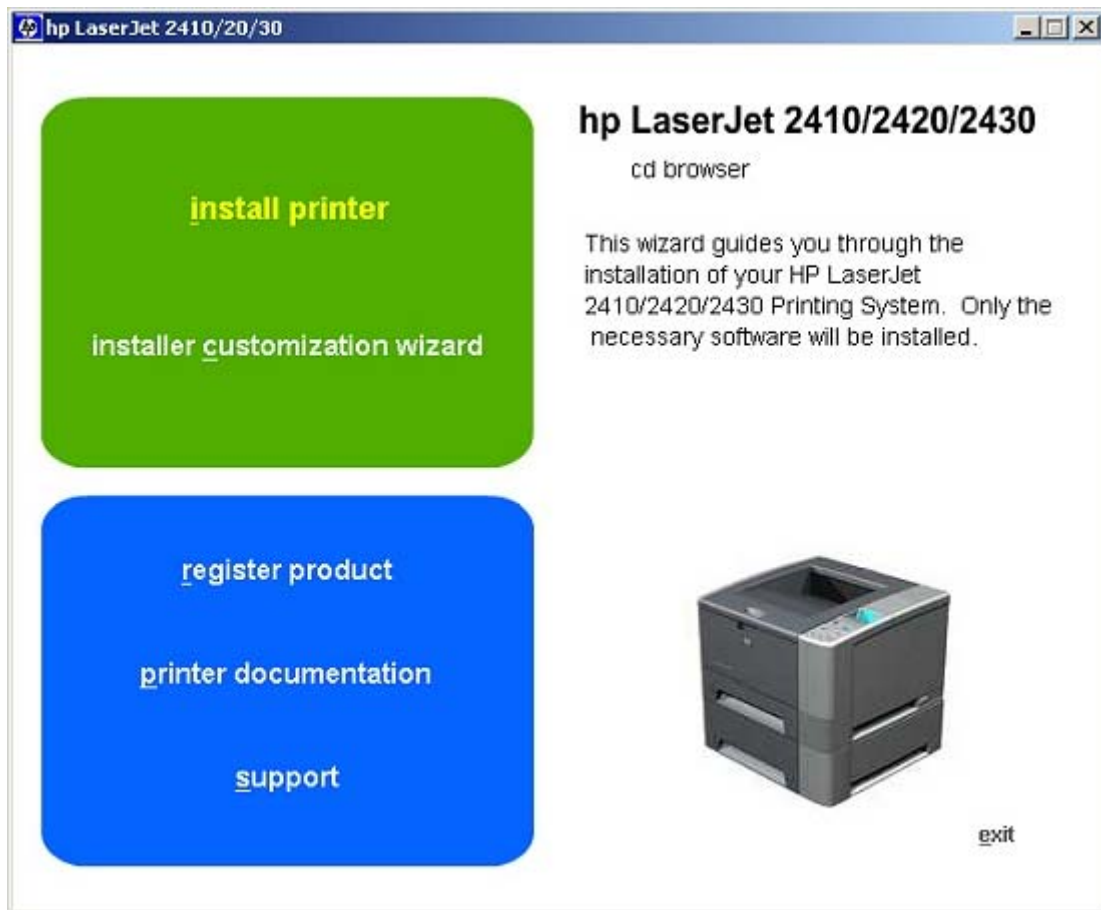 hp LaserJet 2410/20/30
install printer
installer customization wizard
register product
printer documentation
support
hp LaserJet 2410/2420/2430
cd browser
This wizard guides you through the
installation of your HP LaserJet
2410/2420/2430 Printing System.  Only the
necessary software will be installed.
exit